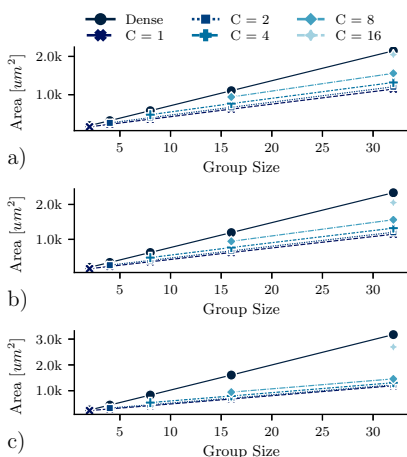 Dense C = 2 C = 8
C = 1 C = 4 C = 16
Area [um²]
2.0k
1.0k
5 10 15 20 25 30
Group Size
a)
Area [um²]
2.0k
1.0k
5 10 15 20 25 30
Group Size
b)
Area [um²]
3.0k
2.0k
1.0k
5 10 15 20 25 30
Group Size
c)